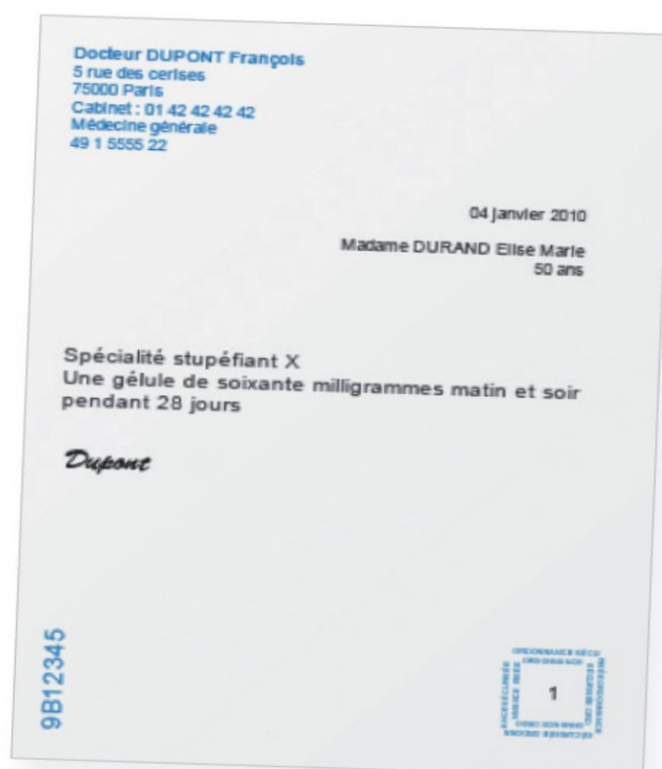 Docteur DUPONT François
5 rue des cerises
75000 Paris
Cabinet : 01 42 42 42 42
Médecine générale
49 1 5555 22
04 janvier 2010
Madame DURAND Elise Marie
50 ans
Spécialité stupéfiant X
Une gélule de soixante milligrammes matin et soir
pendant 28 jours
Dupont
9B12345
1